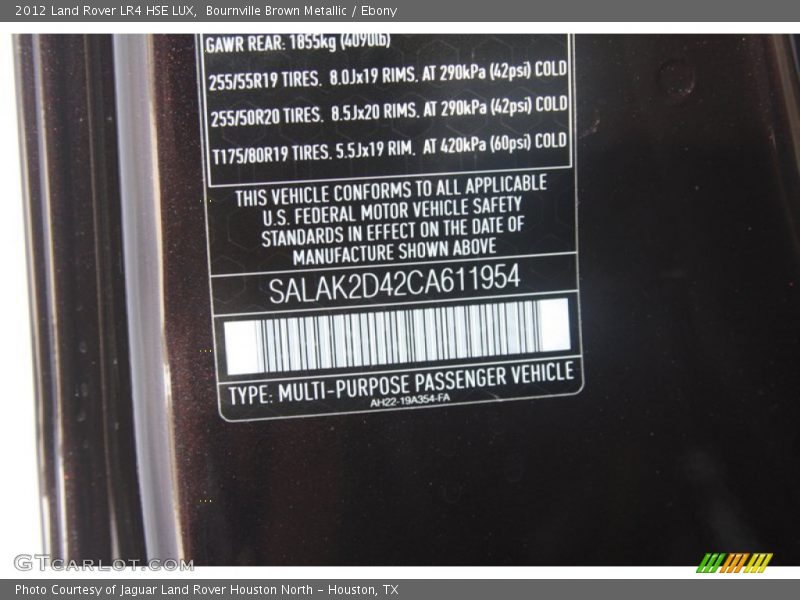 2012 Land Rover LR4 HSE LUX,  Bournville Brown Metallic / Ebony
GAWR REAR: 1855kg (4090lb)
255/55R19 TIRES.  8.0Jx19 RIMS. AT 290kPa (42psi) COLD
255/50R20 TIRES.  8.5Jx20 RIMS. AT 290kPa (42psi) COLD
T175/80R19 TIRES. 5.5Jx19 RIM.  AT 420kPa (60psi) COLD
THIS VEHICLE CONFORMS TO ALL APPLICABLE
U.S. FEDERAL MOTOR VEHICLE SAFETY
STANDARDS IN EFFECT ON THE DATE OF
MANUFACTURE SHOWN ABOVE
SALAK2D42CA611954
TYPE: MULTI-PURPOSE PASSENGER VEHICLE
AH22-19A354-FA
GTCARLOT.COM
Photo Courtesy of Jaguar Land Rover Houston North – Houston, TX